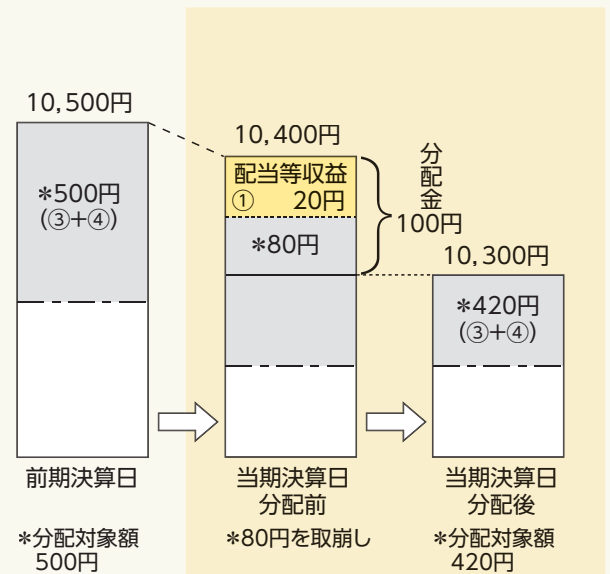 10,500円
*500円
(③+④)
前期決算日
*分配対象額
500円
10,400円
配当等収益
① 20円
*80円
分配金
100円
当期決算日
分配前
*80円を取崩し
10,300円
*420円
(③+④)
当期決算日
分配後
*分配対象額
420円